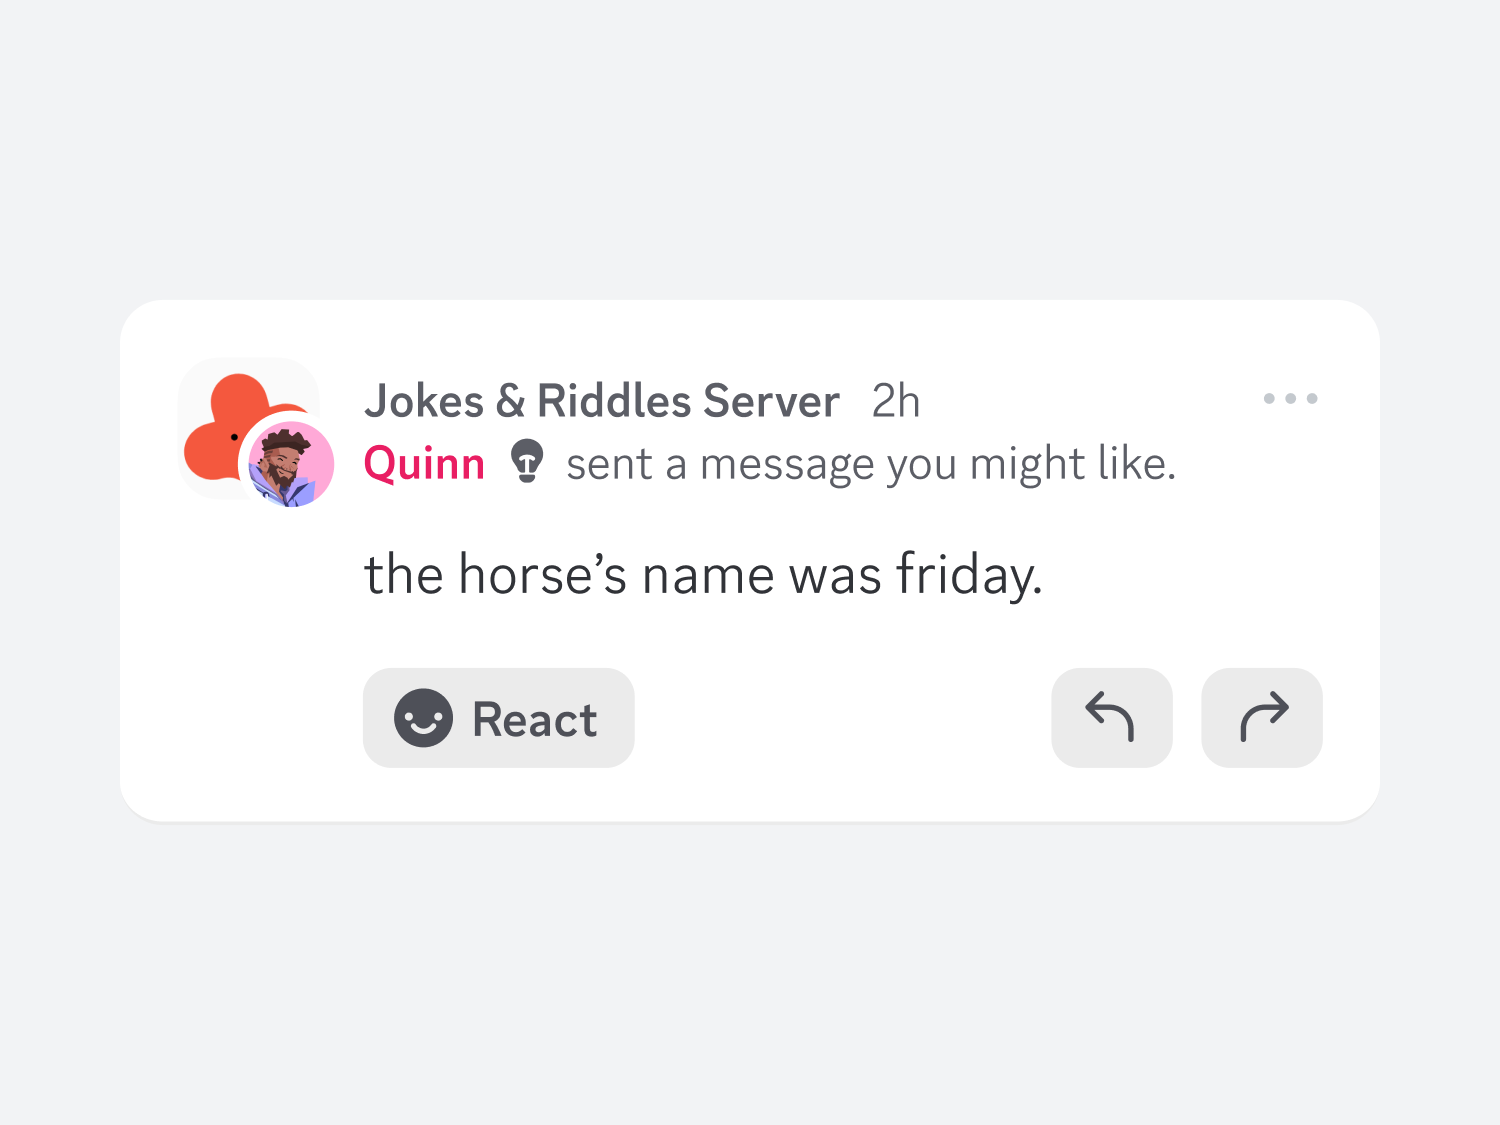 Jokes & Riddles Server 2h
Quinn sent a message you might like.
the horse’s name was friday.
React